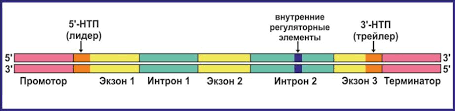 5'-НТП
(лидер)
внутренние
регуляторные
элементы
3'-НТП
(трейлер)
5' 3'
3' 5'
Промотор Экзон 1 Интрон 1 Экзон 2 Интрон 2 Экзон 3 Терминатор